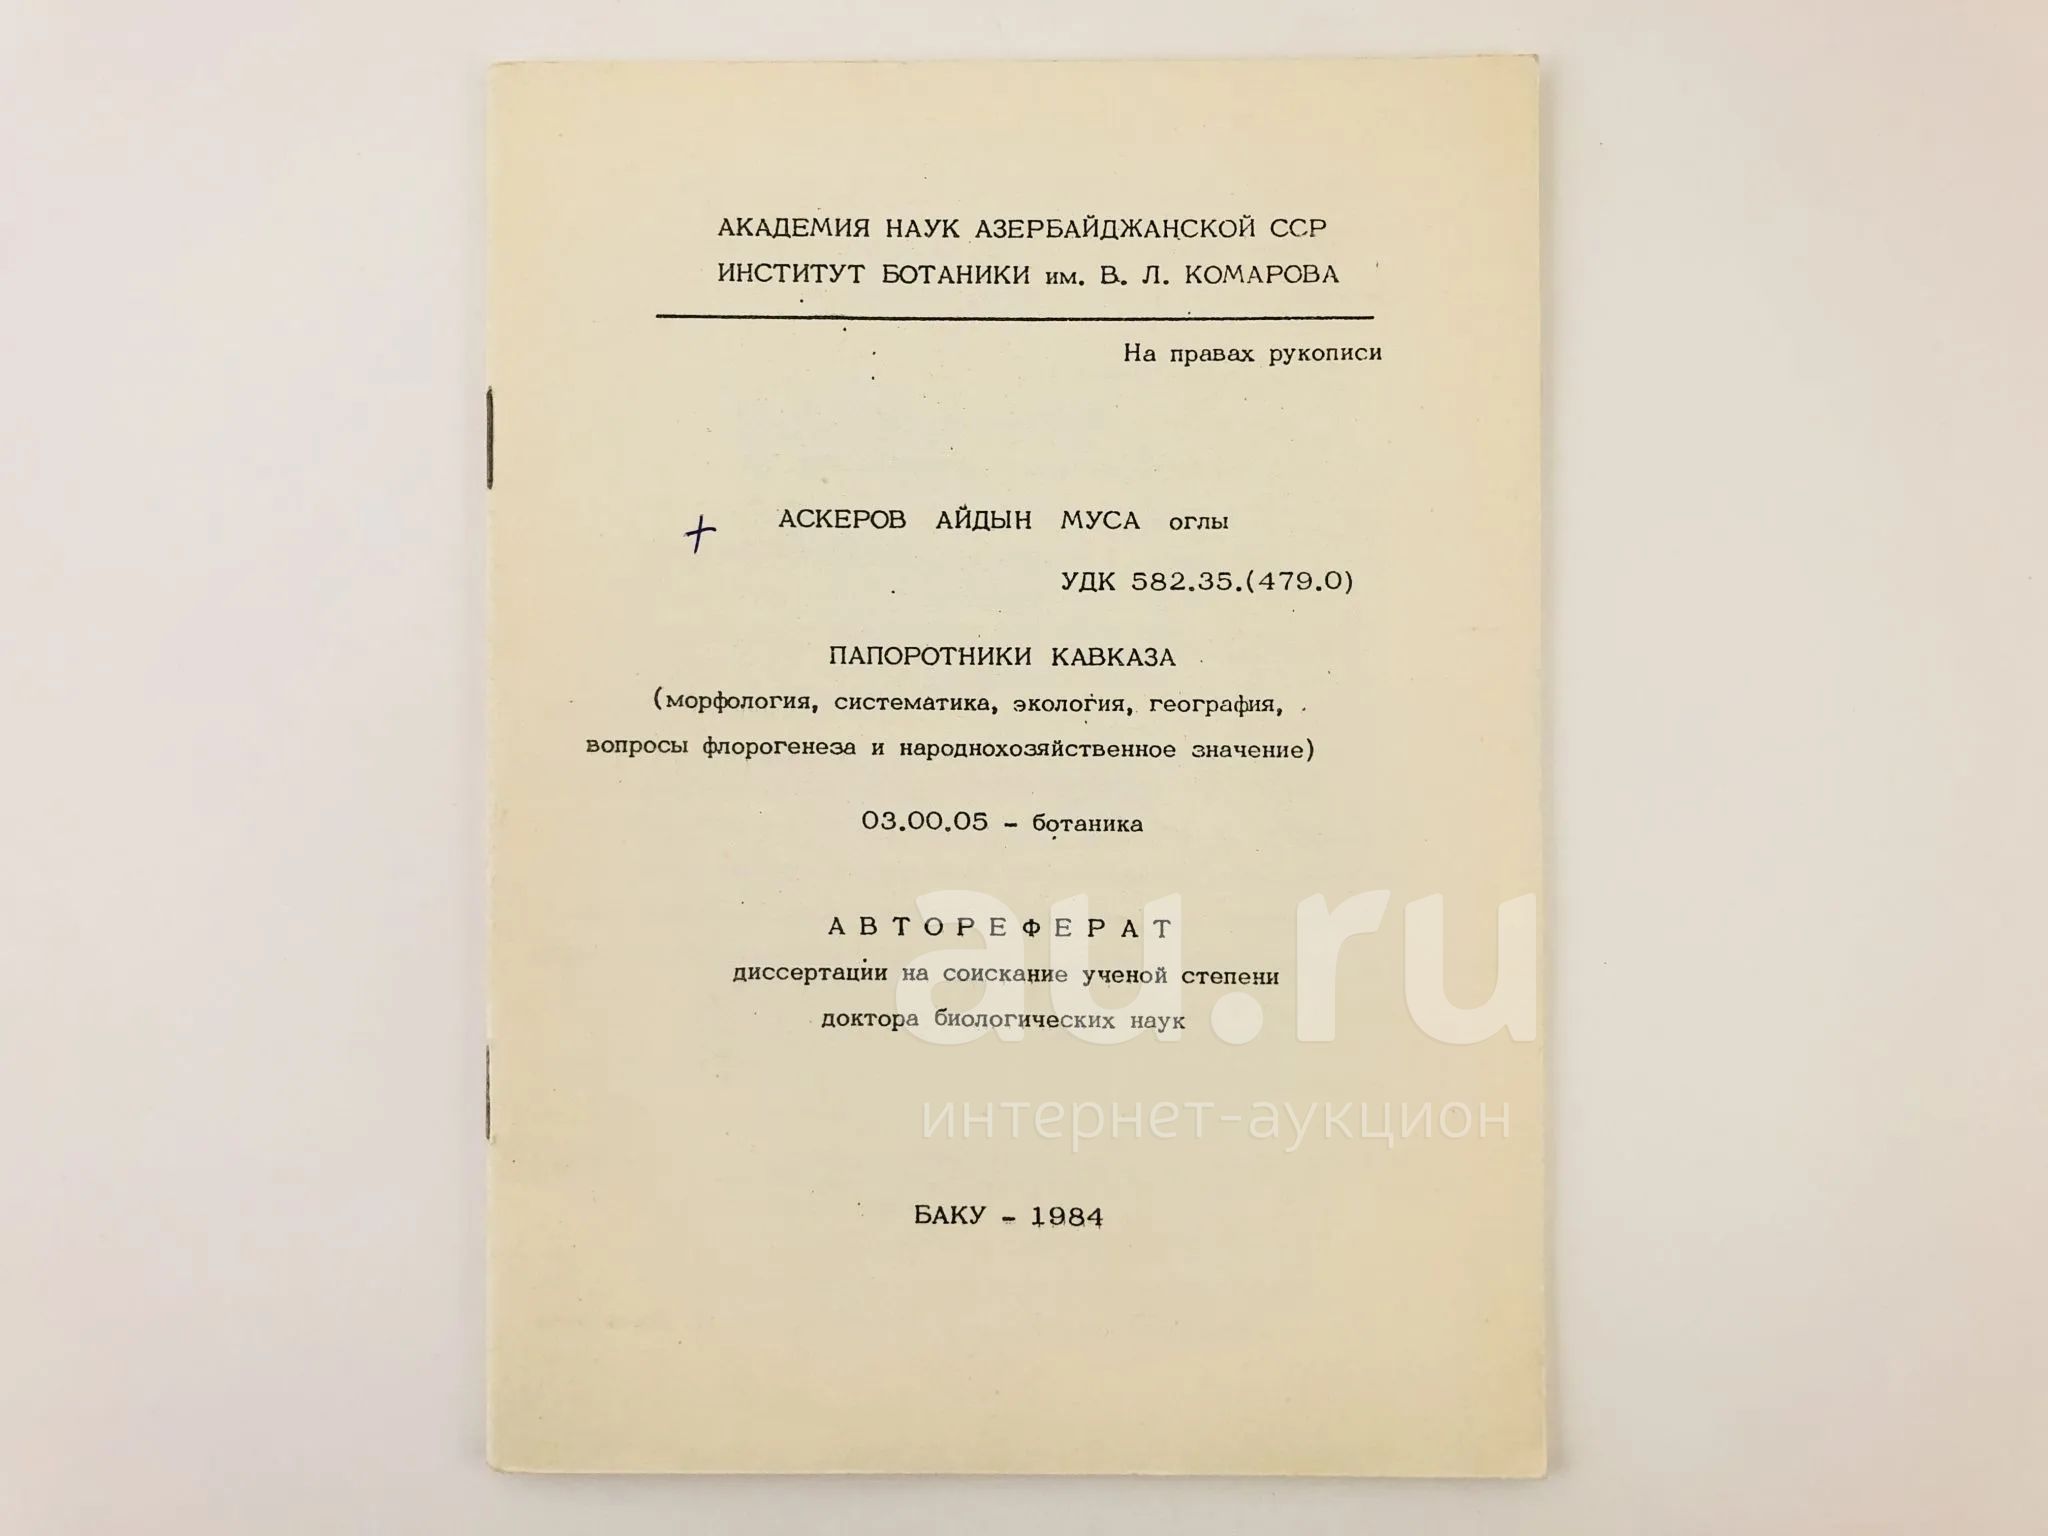 АКАДЕМИЯ НАУК АЗЕРБАЙДЖАНСКОЙ ССР
ИНСТИТУТ БОТАНИКИ им. В. Л. КОМАРОВА
На правах рукописи
+ АСКЕРОВ АЙДЫН МУСА оглы
УДК 582.35.(479.0)
ПАПОРОТНИКИ КАВКАЗА
(морфология, систематика, экология, география,
вопросы флорогенеза и народнохозяйственное значение)
03.00.05 - ботаника
АВТОРЕФЕРАТ
диссертации на соискание ученой степени
доктора биологических наук
au.ru
интернет-аукцион
БАКУ - 1984